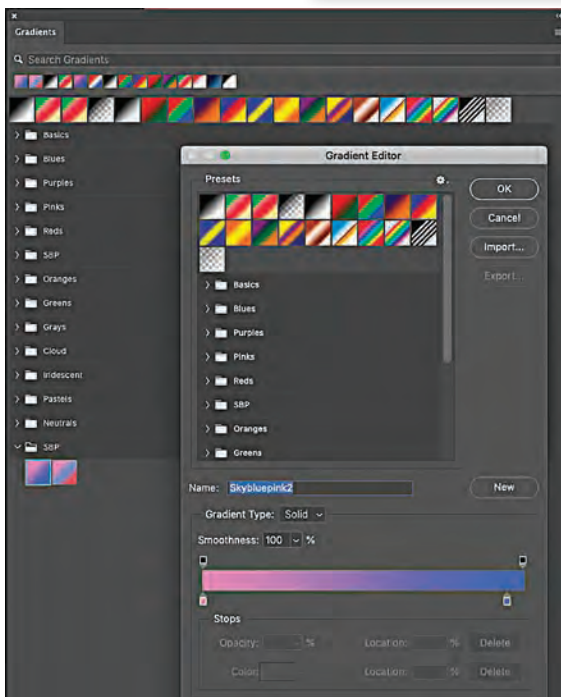 Gradients
Search Gradients
Basics
Blues
Purples
Pinks
Reds
SBP
Oranges
Greens
Grays
Cloud
Iridescent
Pastels
Neutrals
SBP
Gradient Editor
Presets
OK
Cancel
Import...
Export...
Basics
Blues
Purples
Pinks
Reds
SBP
Oranges
Greens
Name: Skybluepink2
New
Gradient Type: Solid
Smoothness: 100 %
Stops
Opacity: % Location: % Delete
Color: Location: % Delete